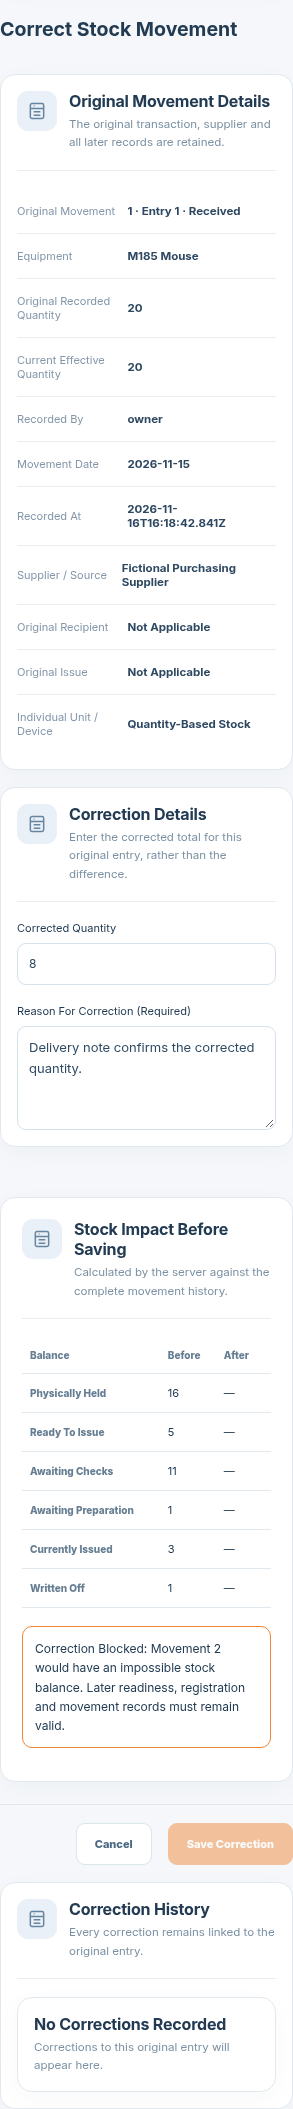 Correct Stock Movement
Original Movement Details
The original transaction, supplier and
all later records are retained.
Original Movement 1 · Entry 1 · Received
Equipment M185 Mouse
Original Recorded
Quantity
20
Current Effective
Quantity
20
Recorded By owner
Movement Date 2026-11-15
Recorded At
2026-11-
16T16:18:42.841Z
Supplier / Source
Fictional Purchasing
Supplier
Original Recipient Not Applicable
Original Issue Not Applicable
Individual Unit /
Device
Quantity-Based Stock
Correction Details
Enter the corrected total for this
original entry, rather than the
difference.
Corrected Quantity
8
Reason For Correction (Required)
Delivery note confirms the corrected
quantity.
Stock Impact Before
Saving
Calculated by the server against the
complete movement history.
Balance Before After
Physically Held 16 —
Ready To Issue 5 —
Awaiting Checks 11 —
Awaiting Preparation 1 —
Currently Issued 3 —
Written Off 1 —
Correction Blocked: Movement 2
would have an impossible stock
balance. Later readiness, registration
and movement records must remain
valid.
Cancel Save Correction
Correction History
Every correction remains linked to the
original entry.
No Corrections Recorded
Corrections to this original entry will
appear here.